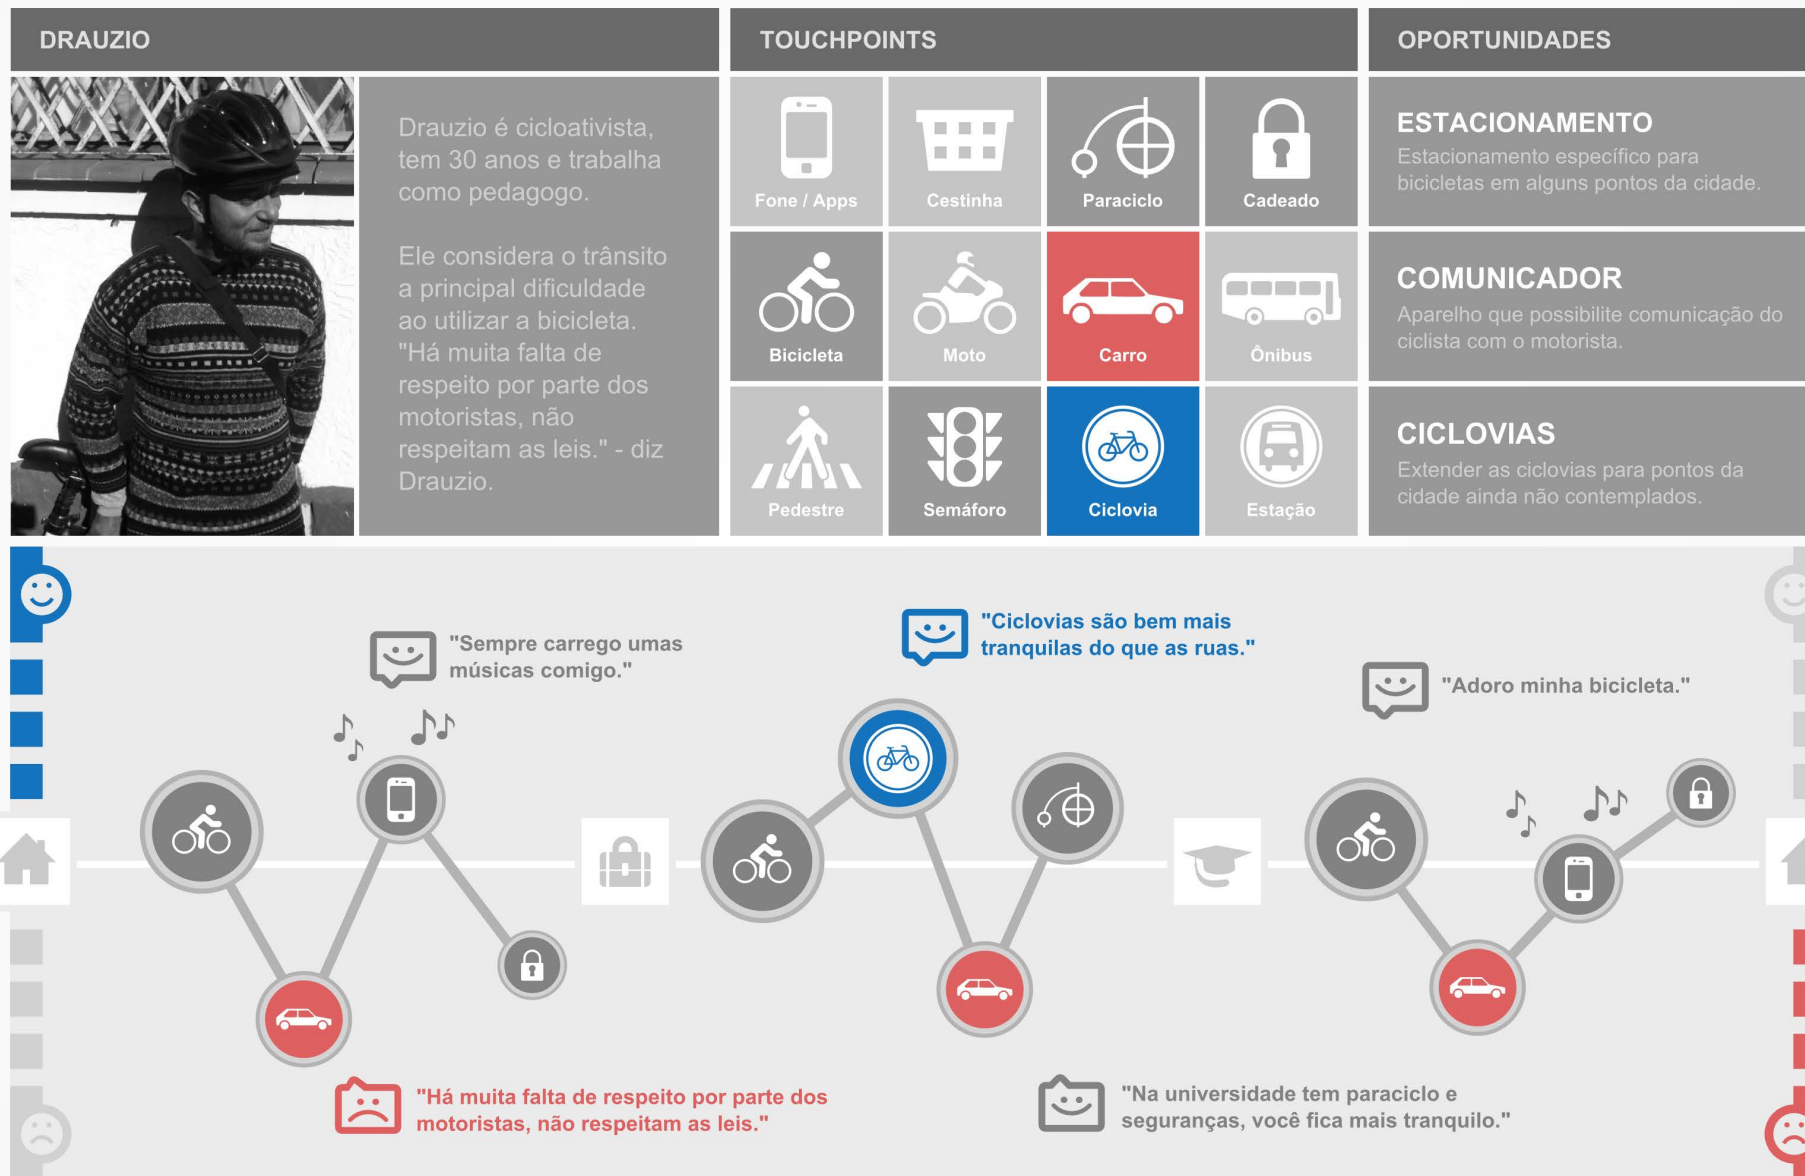 DRAUZIO
Drauzio é cicloativista,
tem 30 anos e trabalha
como pedagogo.
Ele considera o trânsito
a principal dificuldade
ao utilizar a bicicleta.
"Há muita falta de
respeito por parte dos
motoristas, não
respeitam as leis." - diz
Drauzio.
TOUCHPOINTS
Fone / Apps
Cestinha
Paraciclo
Cadeado
Bicicleta
Moto
Carro
Ônibus
Pedestre
Semáforo
Ciclovia
Estação
OPORTUNIDADES
ESTACIONAMENTO
Estacionamento específico para
bicicletas em alguns pontos da cidade.
COMUNICADOR
Aparelho que possibilite comunicação do
ciclista com o motorista.
CICLOVIAS
Extender as ciclovias para pontos da
cidade ainda não contemplados.
"Sempre carrego umas
músicas comigo."
"Ciclovias são bem mais
tranquilas do que as ruas."
"Adoro minha bicicleta."
"Há muita falta de respeito por parte dos
motoristas, não respeitam as leis."
"Na universidade tem paraciclo e
seguranças, você fica mais tranquilo."